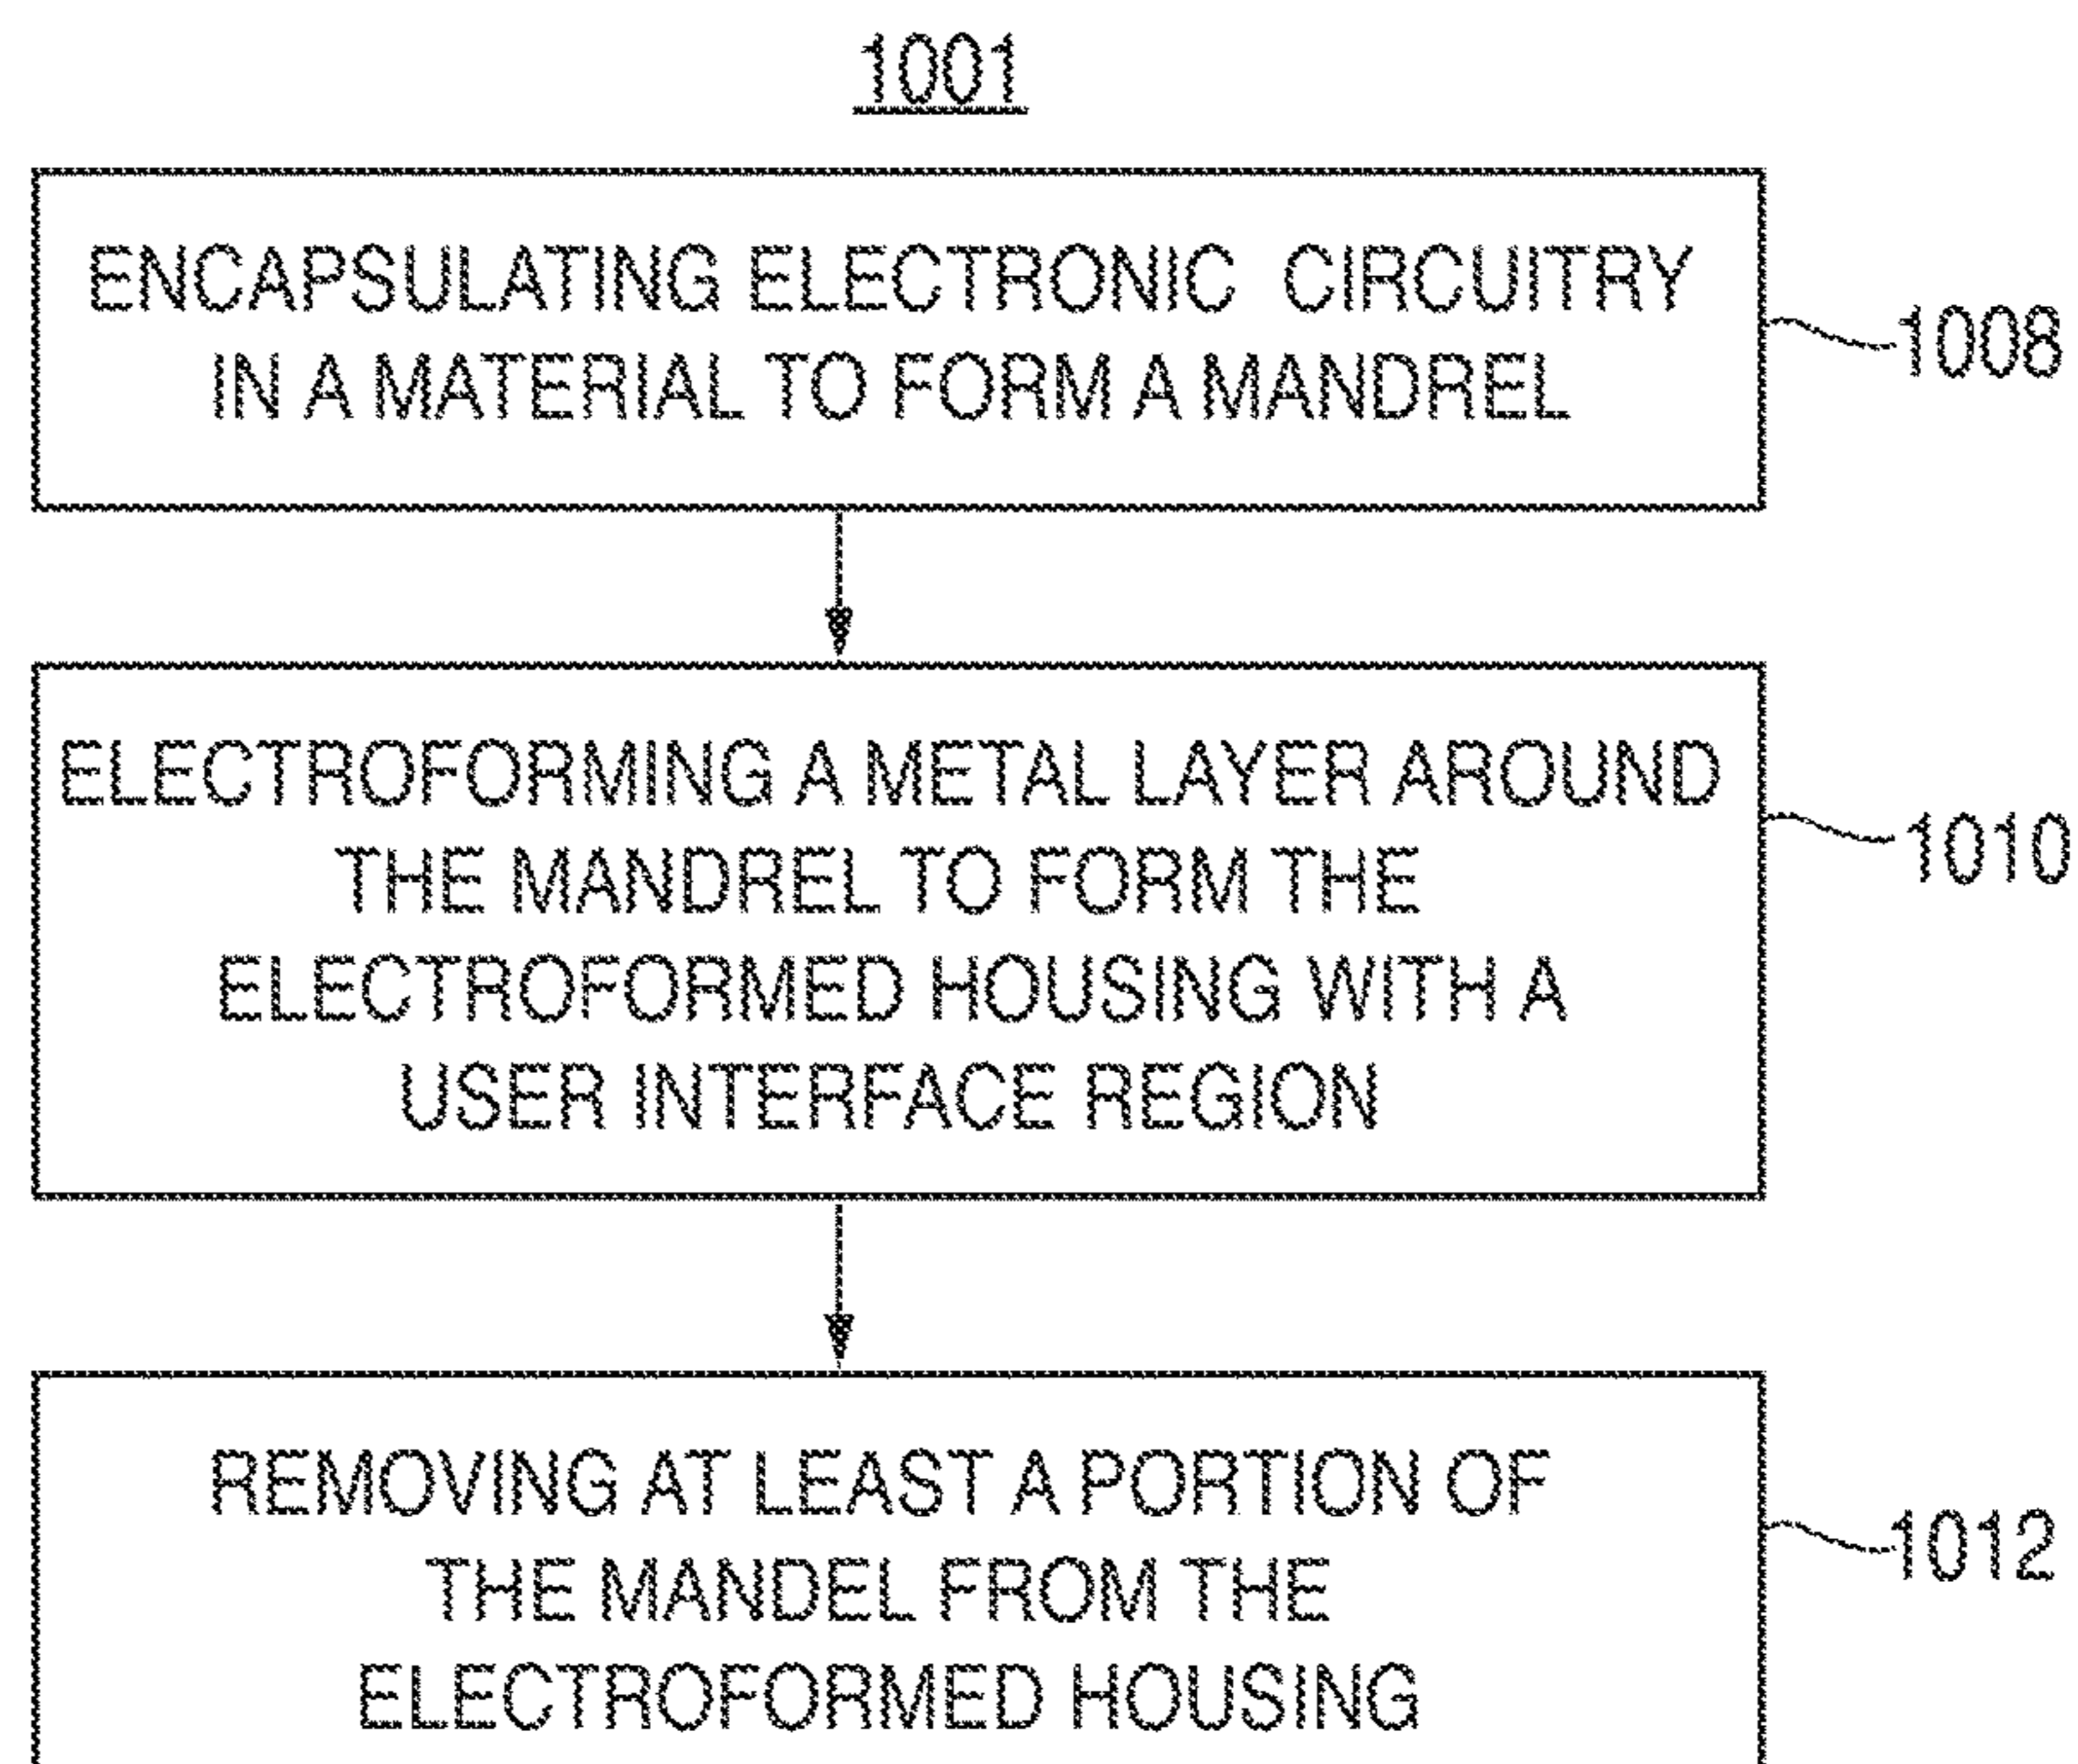 1001
ENCAPSULATING ELECTRONIC CIRCUITRY
IN A MATERIAL TO FORM A MANDREL
1008
ELECTROFORMING A METAL LAYER AROUND
THE MANDREL TO FORM THE
ELECTROFORMED HOUSING WITH A
USER INTERFACE REGION
1010
REMOVING AT LEAST A PORTION OF
THE MANDEL FROM THE
ELECTROFORMED HOUSING
1012